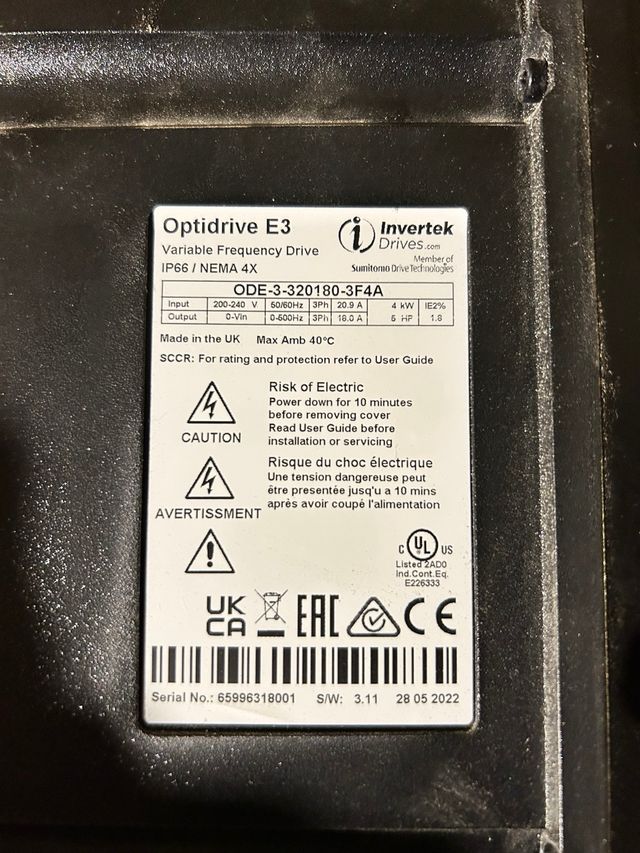 Optidrive E3
Invertek
Drives.com
Variable Frequency Drive
IP66 / NEMA 4X
Member of
Sumitomo Drive Technologies
ODE-3-320180-3F4A
Input 200-240 V 50/60Hz 3Ph 20.9 A 4 kW IE2%
Output 0-Vin 0-500Hz 3Ph 18.0 A 5 HP 1.8
Made in the UK Max Amb 40°C
SCCR: For rating and protection refer to User Guide
CAUTION
Risk of Electric
Power down for 10 minutes
before removing cover
Read User Guide before
installation or servicing
AVERTISSMENT
Risque du choc électrique
Une tension dangereuse peut
être presentée jusqu'u a 10 mins
après avoir coupé l'alimentation
C UL US
Listed 2AD0
Ind.Cont.Eq.
E226333
UK
CA
EAC
CE
Serial No.: 65996318001 S/W: 3.11 28 05 2022